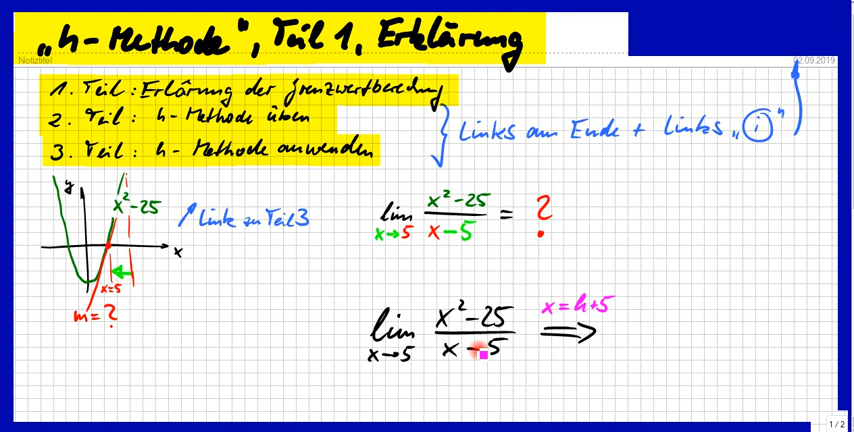 „h-Methode", Teil 1, Erklärung
Notiztitel
02.09.2019
1. Teil: Erlärung der Grenzwertberechng
2. Teil: h-Methode üben
3. Teil: h-Methode anwenden
Links am Ende + Links „i"
y
x²-25
Link zu Teil 3
x
x=5
m=?
lim x→5 (x²-25)/(x-5) = ?
lim x→5 (x²-25)/(x-5) x=h+5 ⇒
1 / 2